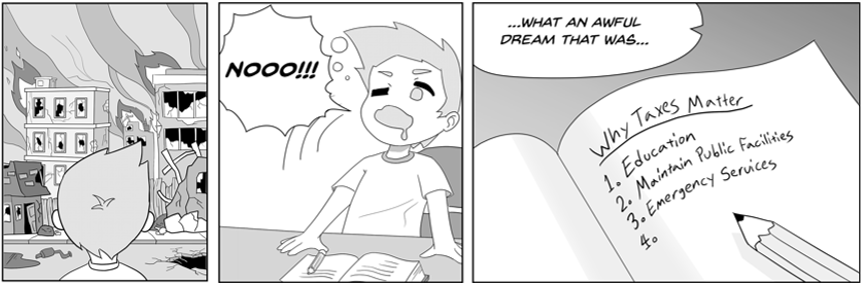 NOOO!!!
...WHAT AN AWFUL
DREAM THAT WAS...
Why Taxes Matter
1. Education
2. Maintain Public Facilities
3. Emergency Services
4.